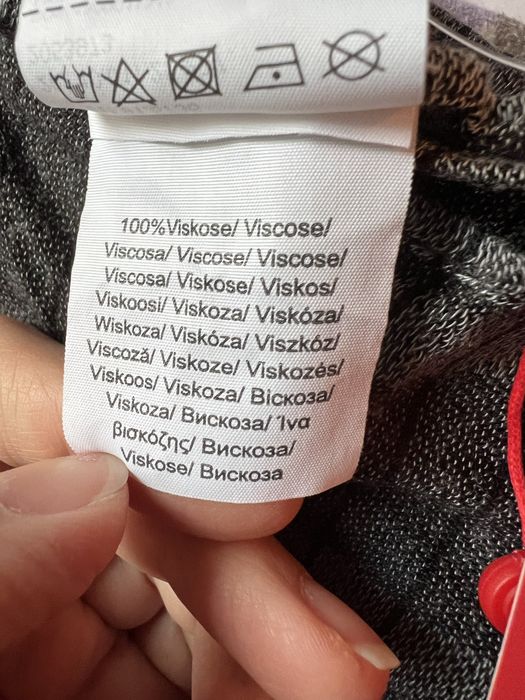 100%Viskose/ Viscose/
Viscosa/ Viscose/ Viscose/
Viscosa/ Viskose/ Viskos/
Viskoosi/ Viskoza/ Viskóza/
Wiskoza/ Viskóza/ Viszkóz/
Viscoză/ Viskoze/ Viskozės/
Viskoos/ Viskoza/ Віскоза/
Viskoza/ Вискоза/ Ίνα
βισκόζης/ Вискоза/
Viskose/ Вискоза